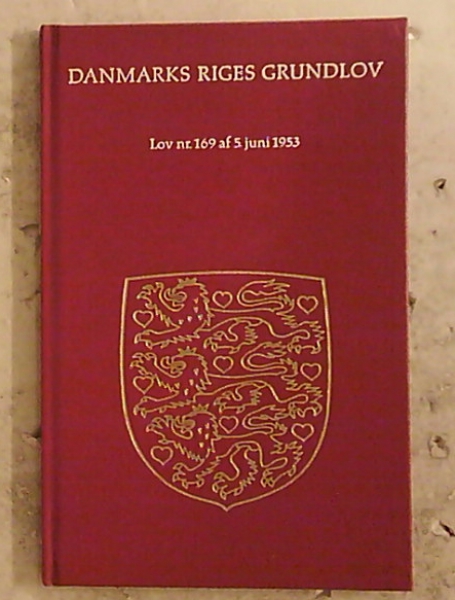 DANMARKS RIGES GRUNDLOV
Lov nr. 169 af 5. juni 1953